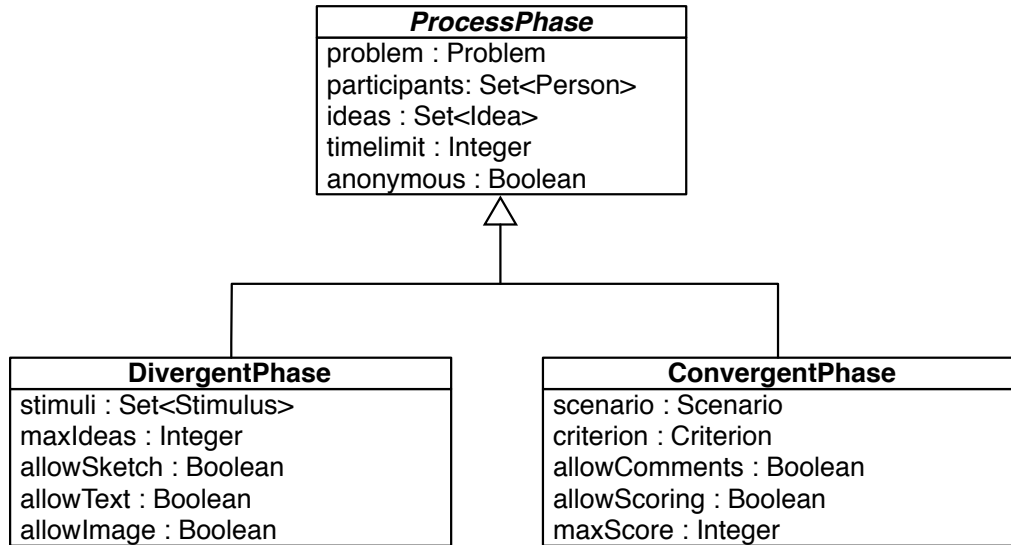 ProcessPhase
problem : Problem
participants: Set<Person>
ideas : Set<Idea>
timelimit : Integer
anonymous : Boolean
DivergentPhase
stimuli : Set<Stimulus>
maxIdeas : Integer
allowSketch : Boolean
allowText : Boolean
allowImage : Boolean
ConvergentPhase
scenario : Scenario
criterion : Criterion
allowComments : Boolean
allowScoring : Boolean
maxScore : Integer